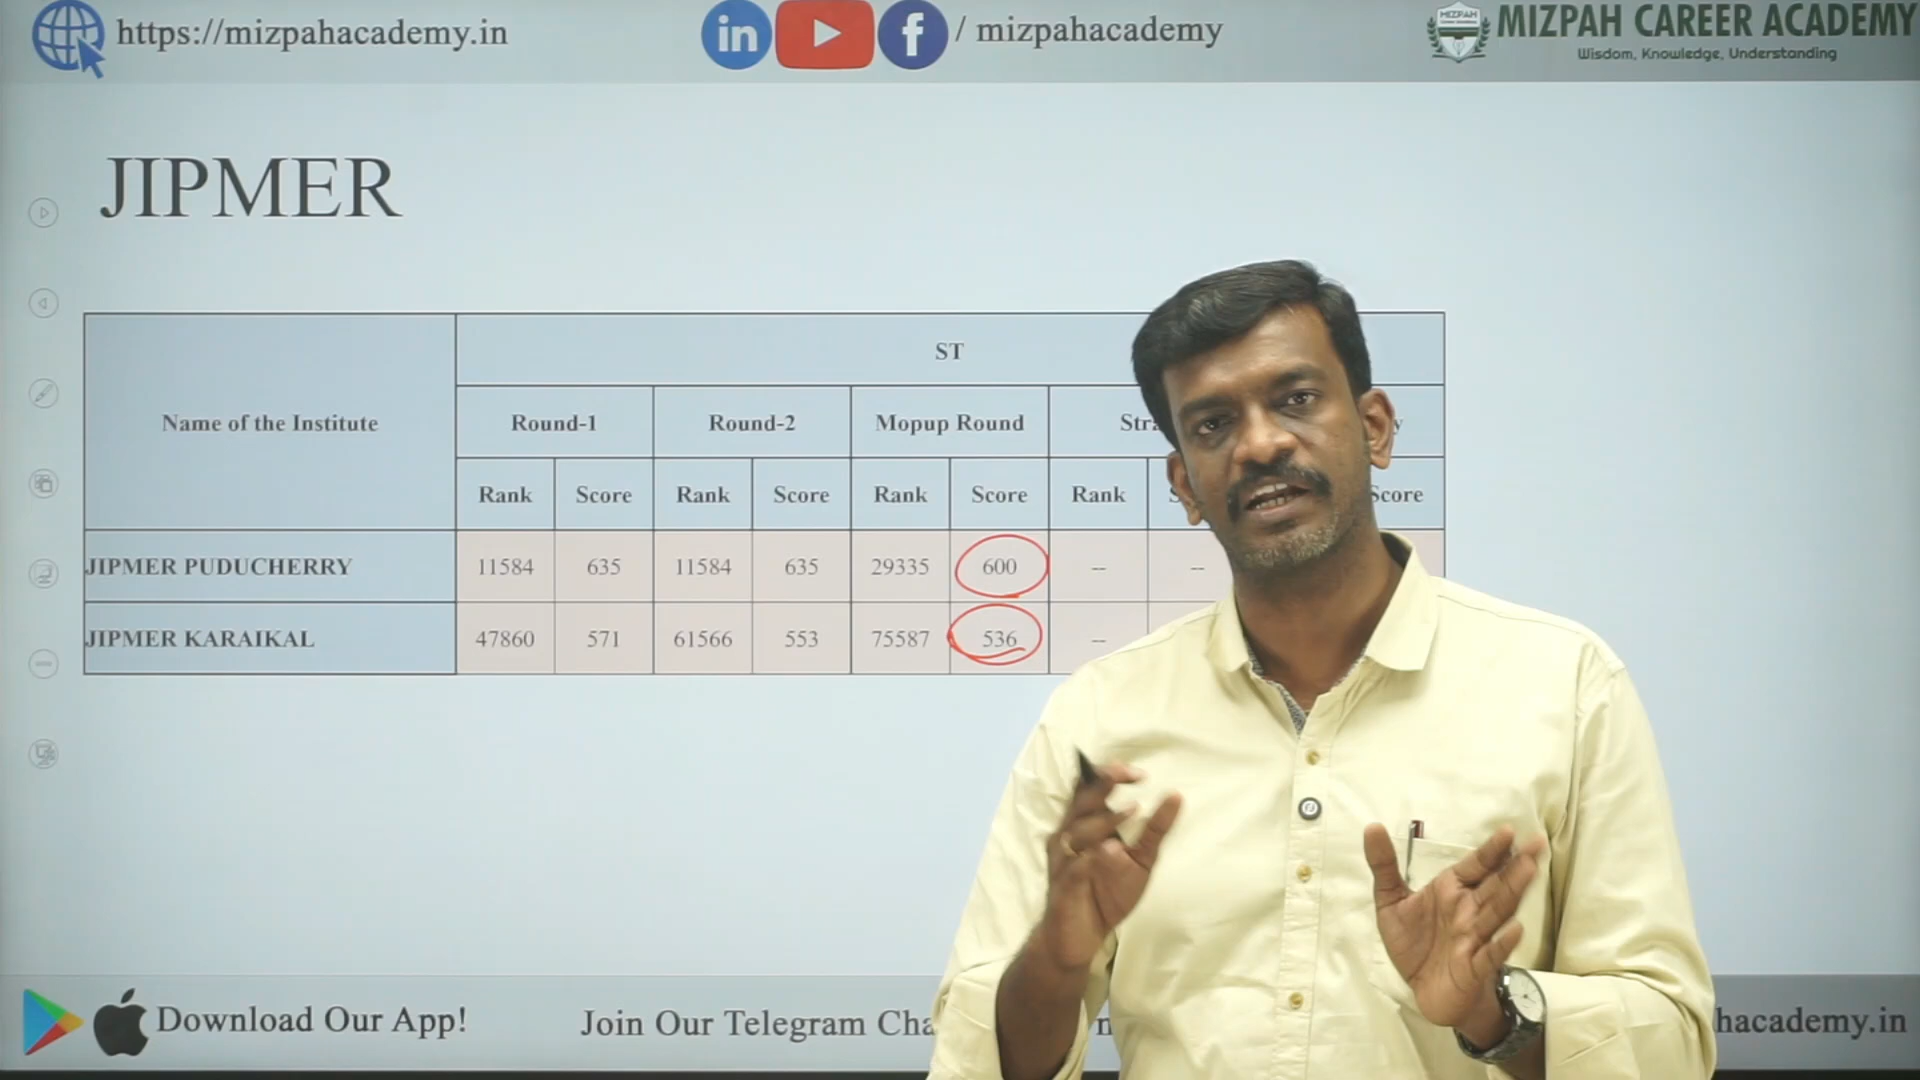 https://mizpahacademy.in
in f / mizpahacademy
MIZPAH
MIZPAH CAREER ACADEMY
Wisdom, Knowledge, Understanding
JIPMER
Name of the Institute
ST
Round-1 Round-2 Mopup Round
Rank Score Rank Score Rank Score Rank Score
JIPMER PUDUCHERRY 11584 635 11584 635 29335 600 -- --
JIPMER KARAIKAL 47860 571 61566 553 75587 536 --
Download Our App!
Join Our Telegram
hacademy.in